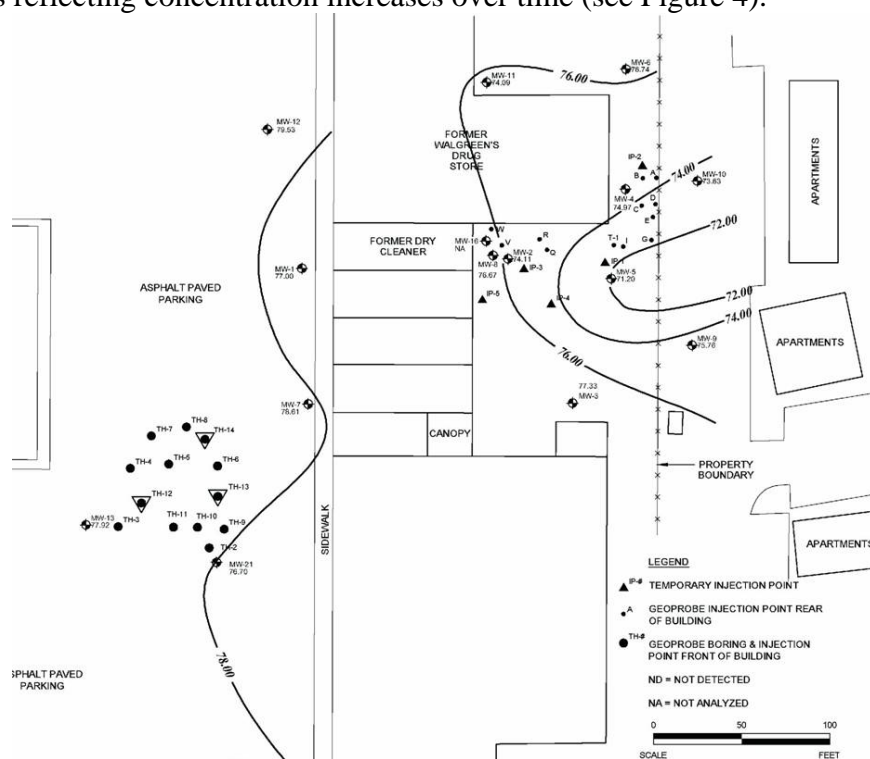 s reflecting concentration increases over time (see Figure 4).
MW-6
76.74
MW-11
74.09
76.00
MW-12
79.53
FORMER
WALGREEN'S
DRUG
STORE
APARTMENTS
IP-2
B
A
74.00
MW-10
73.83
MW-4
74.97
C
D
E
W
FORMER DRY
CLEANER
MW-16
NA
V
R
T-1
I
G
72.00
MW-2
74.11
Q
MW-8
76.67
IP-3
IP-1
MW-1
77.00
MW-5
71.20
ASPHALT PAVED
PARKING
IP-5
IP-4
72.00
74.00
76.00
MW-9
75.78
APARTMENTS
77.33
MW-3
MW-7
78.61
CANOPY
TH-8
TH-7
TH-14
TH-4
TH-5
TH-6
PROPERTY
BOUNDARY
TH-12
TH-13
MW-13
77.92
TH-3
TH-11
TH-10
TH-9
SIDEWALK
TH-2
APARTMENTS
MW-21
76.70
LEGEND
IP-# TEMPORARY INJECTION POINT
A GEOPROBE INJECTION POINT REAR
OF BUILDING
TH-# GEOPROBE BORING & INJECTION
POINT FRONT OF BUILDING
78.00
SPHALT PAVED
PARKING
ND = NOT DETECTED
NA = NOT ANALYZED
0 50 100
SCALE FEET